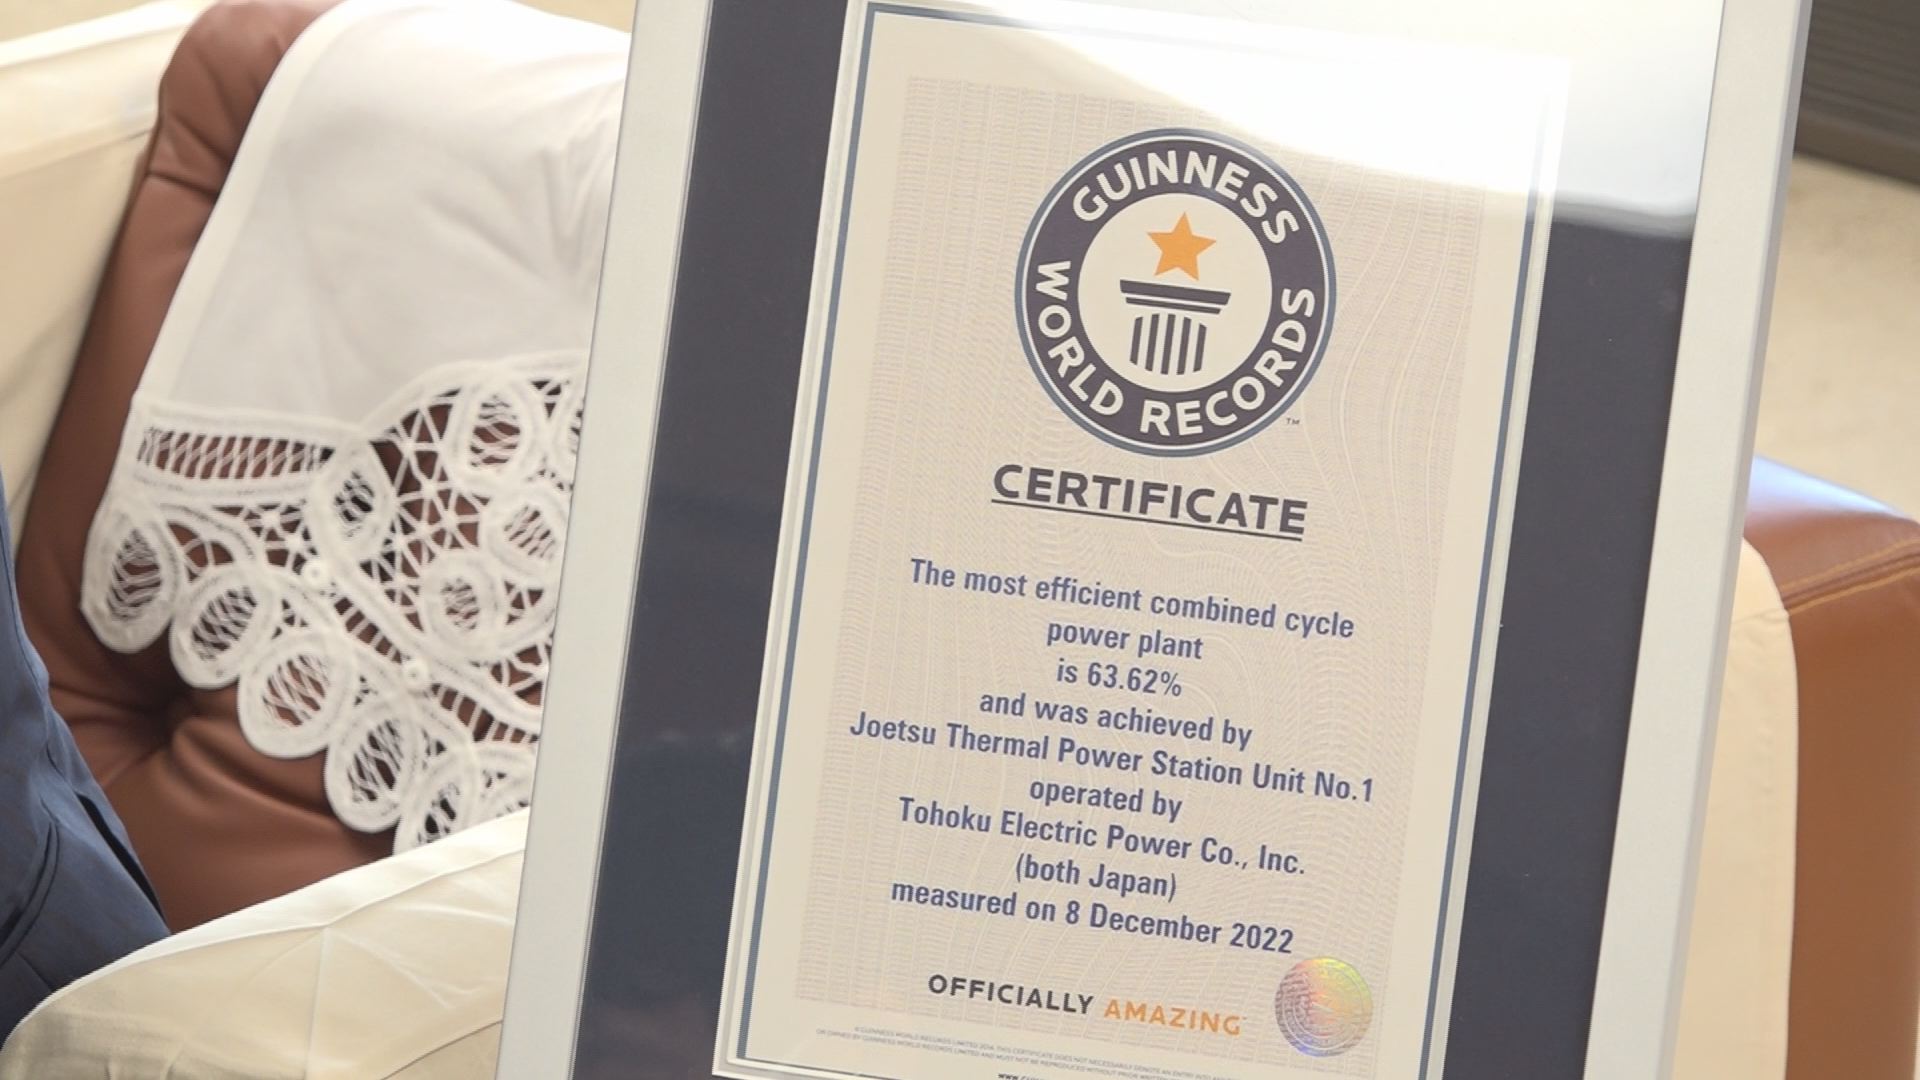 GUINNESS
WORLD RECORDS
TM
CERTIFICATE
The most efficient combined cycle
power plant
is 63.62%
and was achieved by
Joetsu Thermal Power Station Unit No.1
operated by
Tohoku Electric Power Co., Inc.
(both Japan)
measured on 8 December 2022
OFFICIALLY AMAZING